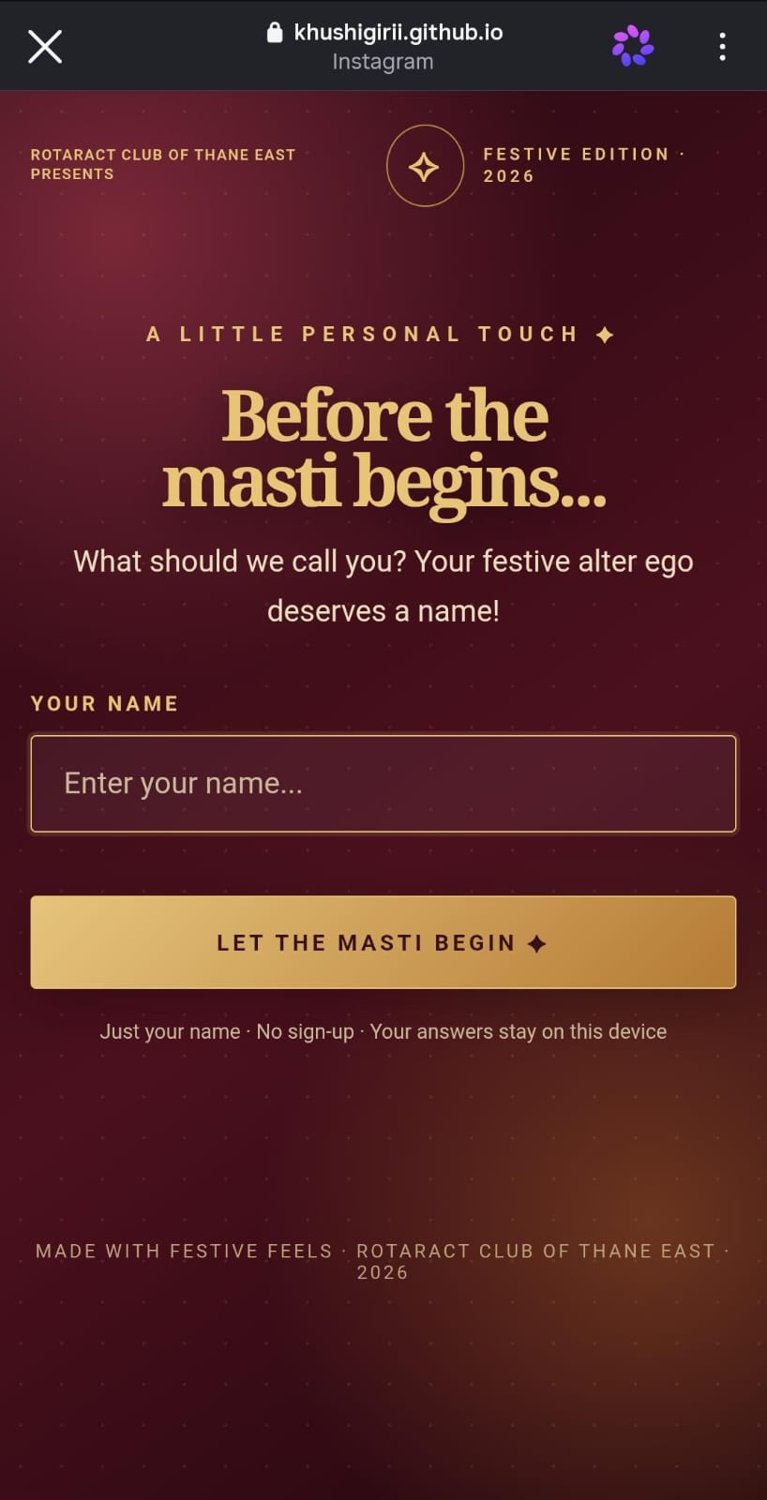 khushigirii.github.io
Instagram
ROTARACT CLUB OF THANE EAST
PRESENTS
FESTIVE EDITION ·
2026
A LITTLE PERSONAL TOUCH ✦
Before the
masti begins...
What should we call you? Your festive alter ego
deserves a name!
YOUR NAME
Enter your name...
LET THE MASTI BEGIN ✦
Just your name · No sign-up · Your answers stay on this device
MADE WITH FESTIVE FEELS · ROTARACT CLUB OF THANE EAST ·
2026